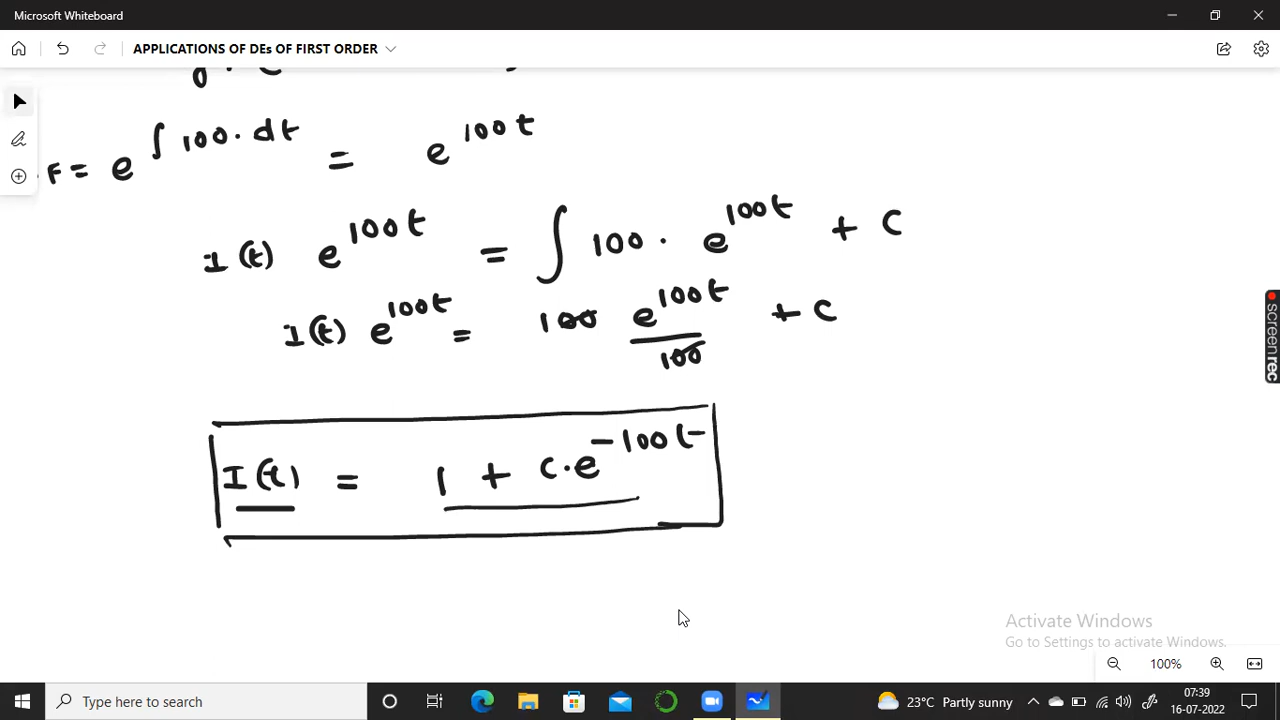 Microsoft Whiteboard
APPLICATIONS OF DEs OF FIRST ORDER
.F = e^∫100.dt = e^100t
I(t) e^100t = ∫ 100. e^100t + C
I(t) e^100t = 100 e^100t/100 + C
I(t) = 1 + C.e^-100t
screenrec
Activate Windows
Go to Settings to activate Windows.
100%
Type here to search
23°C Partly sunny
07:39
16-07-2022